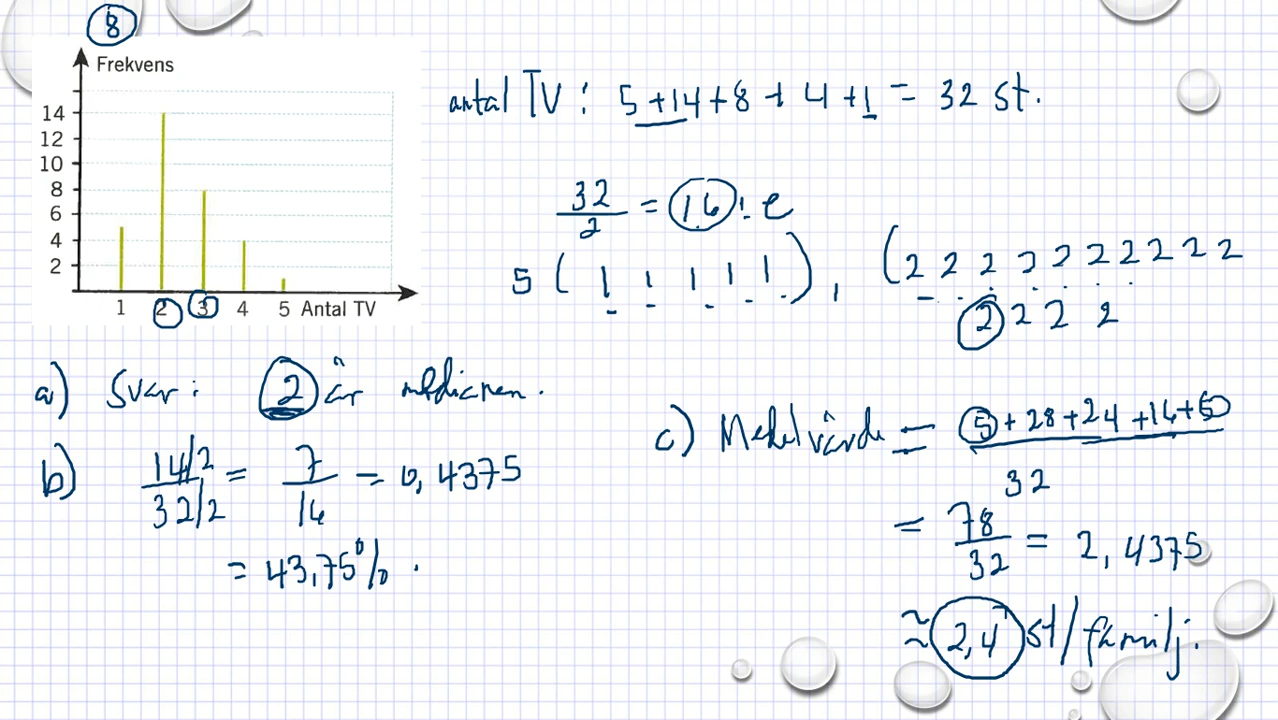 8
Frekvens
14
12
10
8
6
4
2
1 2 3 4 5 Antal TV
antal TV : 5 + 14 + 8 + 4 + 1 = 32 st.
32/2 = 16 : e
5 ( 1 1 1 1 1 ) , ( 2 2 2 2 2 2 2 2 2 2
2 2 2 2
a) Svar : 2 är medianen.
b) 14/2 / 32/2 = 7/16 = 0,4375
= 43,75% .
c) Medelvärde = 5 + 28 + 24 + 16 + 5 / 32
= 78/32 = 2,4375
≈ 2,4 st/familj.